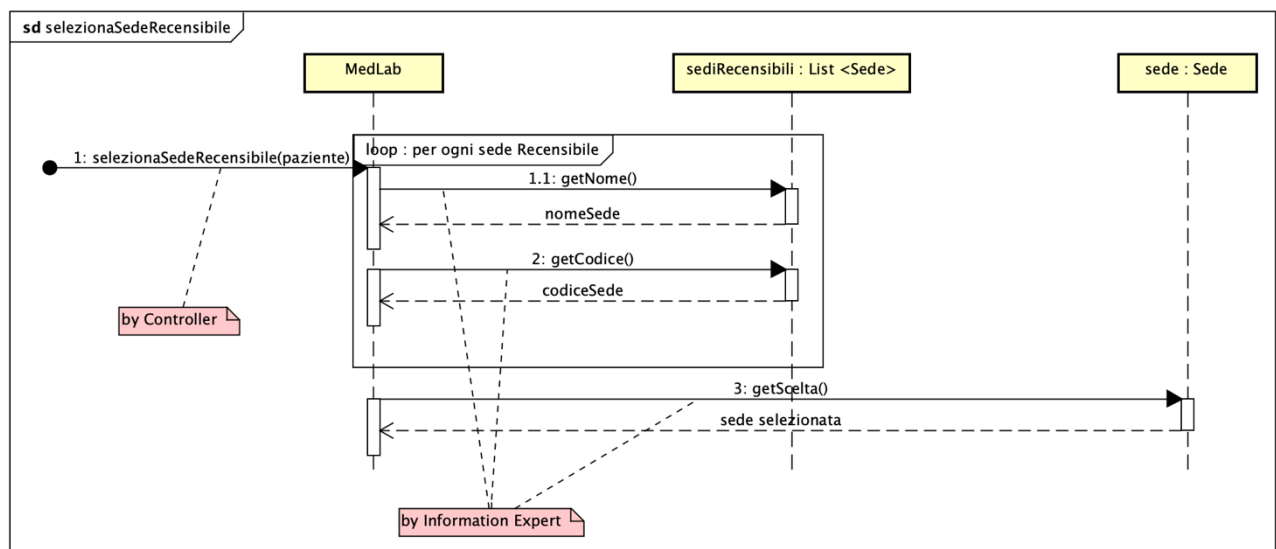 sd selezionaSedeRecensibile
MedLab
sediRecensibili : List <Sede>
sede : Sede
loop : per ogni sede Recensibile
1: selezionaSedeRecensibile(paziente)
1.1: getNome()
nomeSede
2: getCodice()
codiceSede
by Controller
3: getScelta()
sede selezionata
by Information Expert